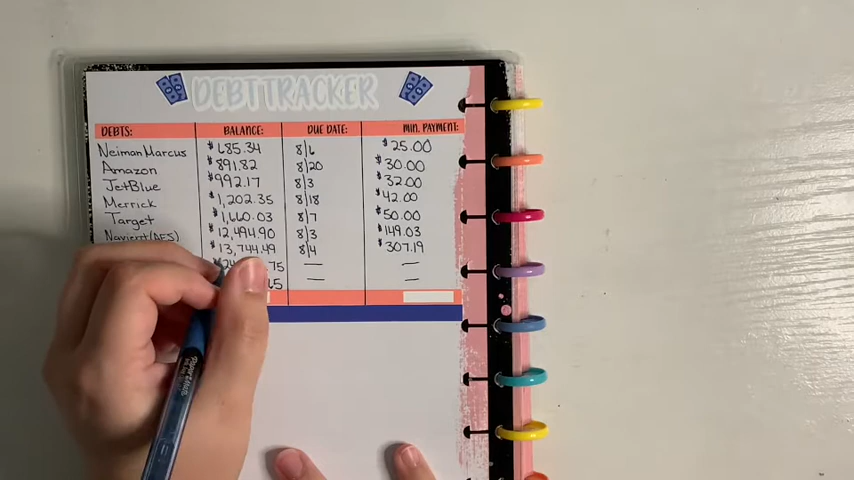 DEBT TRACKER
DEBTS: BALANCE: DUE DATE: MIN. PAYMENT:
Neiman Marcus $685.34 8|6 $25.00
Amazon $891.82 8|20 $30.00
JetBlue $992.17 8|3 $32.00
Merrick $1,202.35 8|18 $42.00
Target $1,660.03 8|7 $50.00
Navient (AES) $12,494.90 8|3 $149.03
$13,744.49 8|4 $307.19
75 — —
65 — —